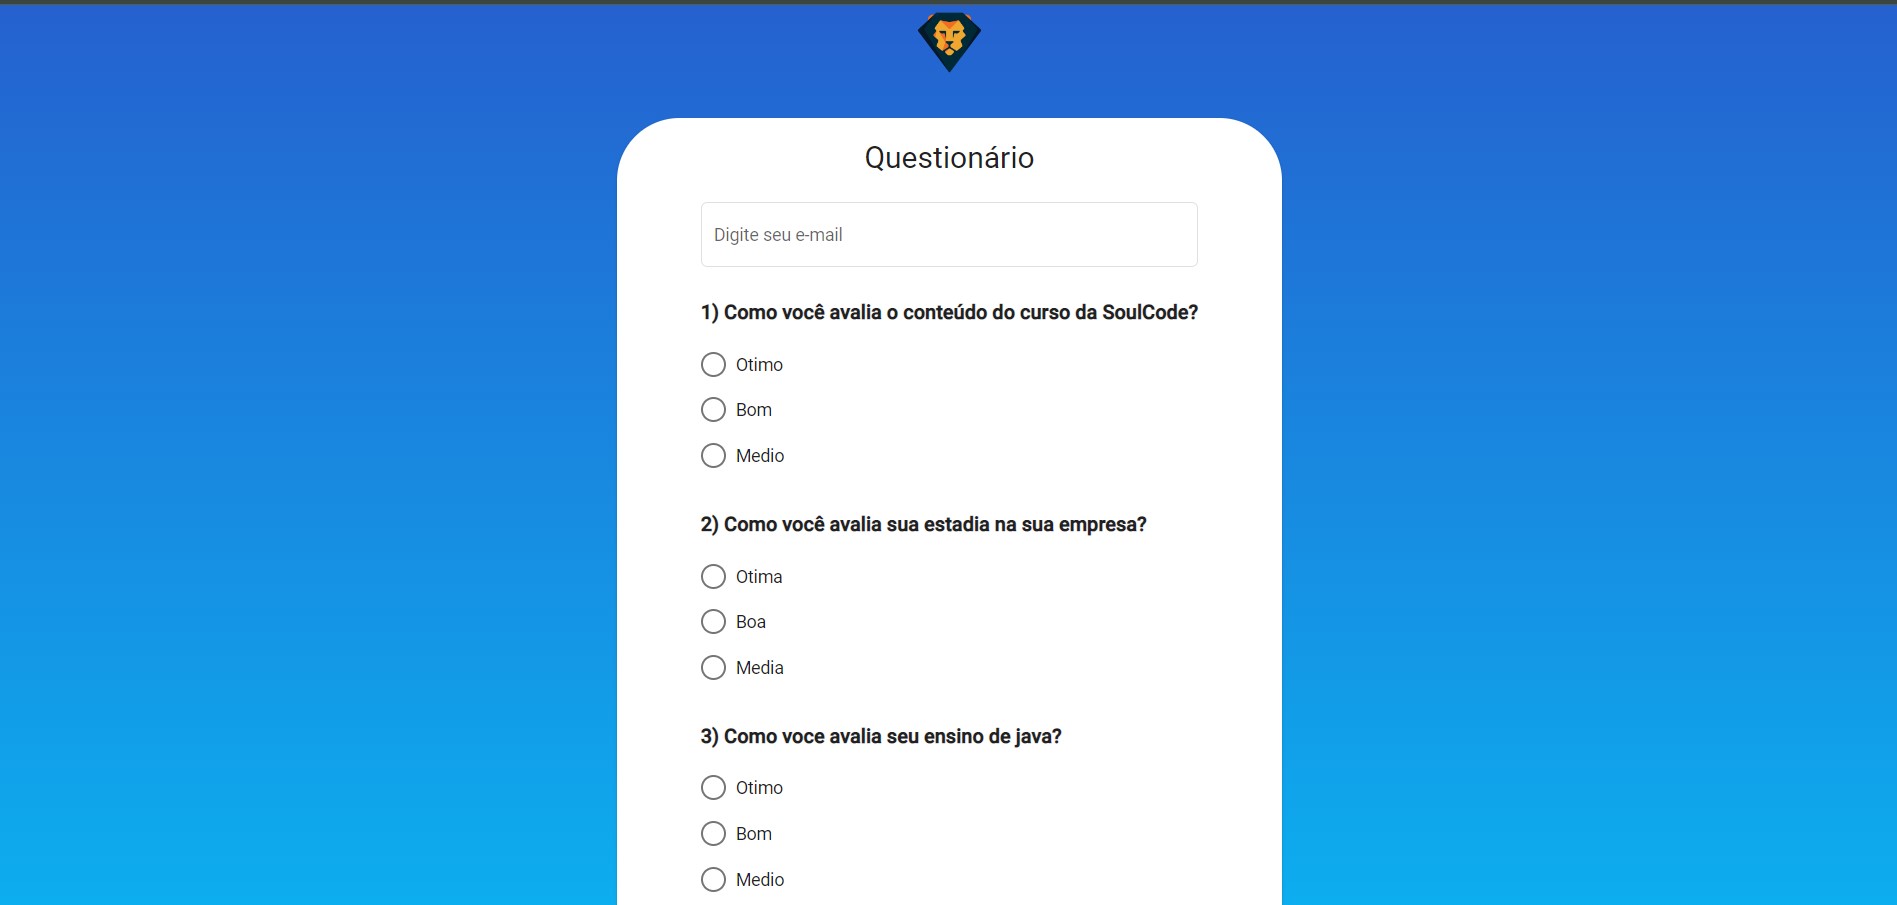 Questionário
Digite seu e-mail
1) Como você avalia o conteúdo do curso da SoulCode?
Otimo
Bom
Medio
2) Como você avalia sua estadia na sua empresa?
Otima
Boa
Media
3) Como voce avalia seu ensino de java?
Otimo
Bom
Medio